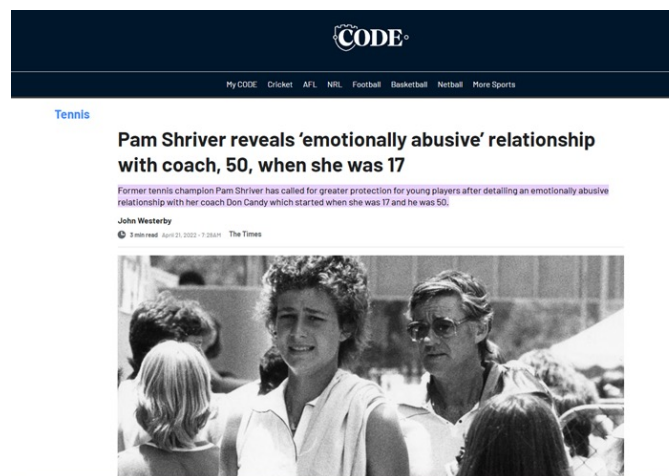 CODE
My CODE Cricket AFL NRL Football Basketball Netball More Sports
Tennis
Pam Shriver reveals ‘emotionally abusive’ relationship
with coach, 50, when she was 17
Former tennis champion Pam Shriver has called for greater protection for young players after detailing an emotionally abusive
relationship with her coach Don Candy which started when she was 17 and he was 50.
John Westerby
3 min read April 21, 2022 - 7:28AM The Times